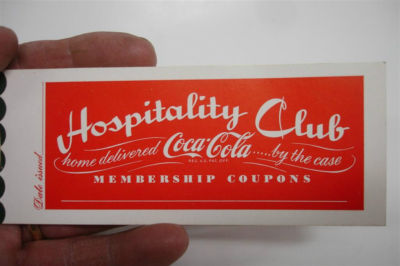 Hospitality Club
home delivered Coca-Cola.....by the case
REG. U.S. PAT. OFF.
MEMBERSHIP COUPONS
Date issued